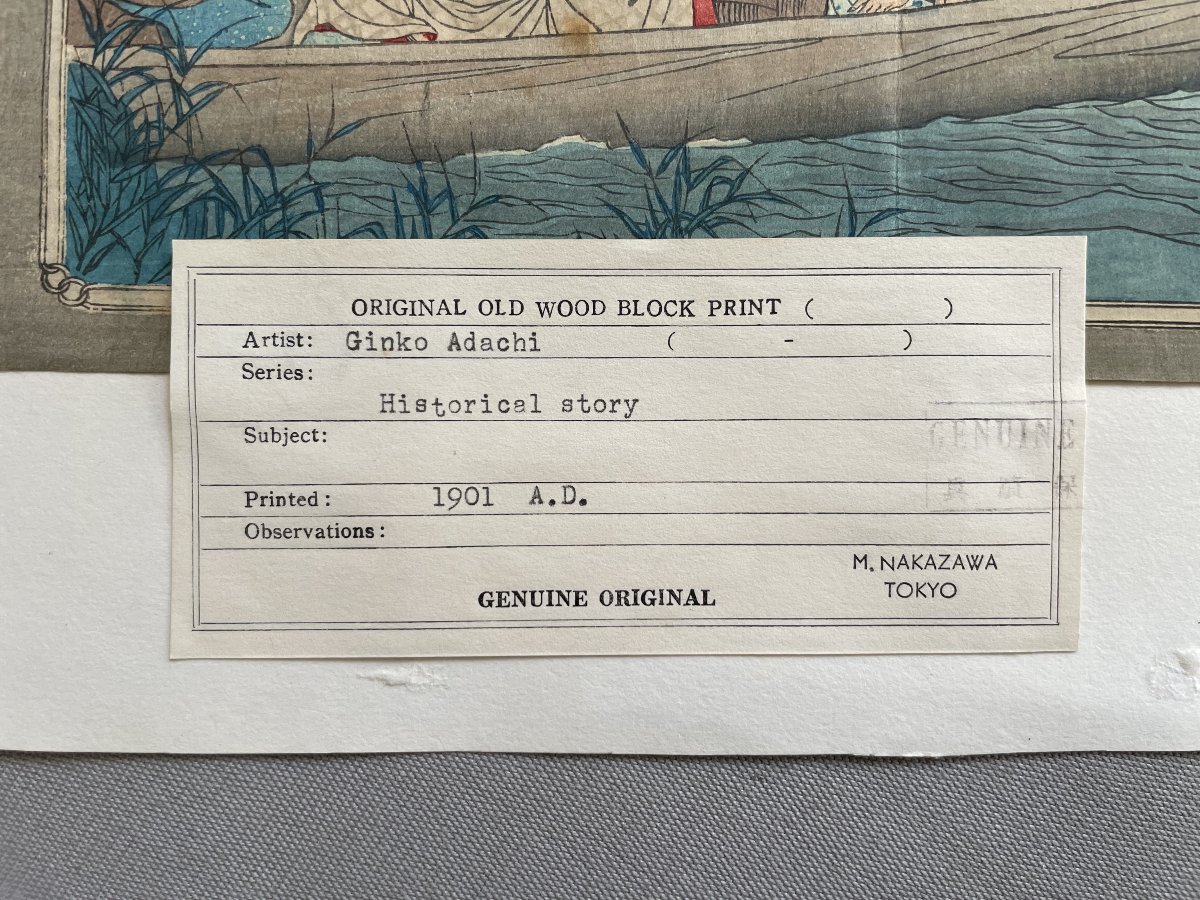 ORIGINAL OLD WOOD BLOCK PRINT ( )
Artist: Ginko Adachi ( - )
Series:
Historical story
Subject:
GENUINE
Printed: 1901 A.D.
Observations:
M. NAKAZAWA
TOKYO
GENUINE ORIGINAL